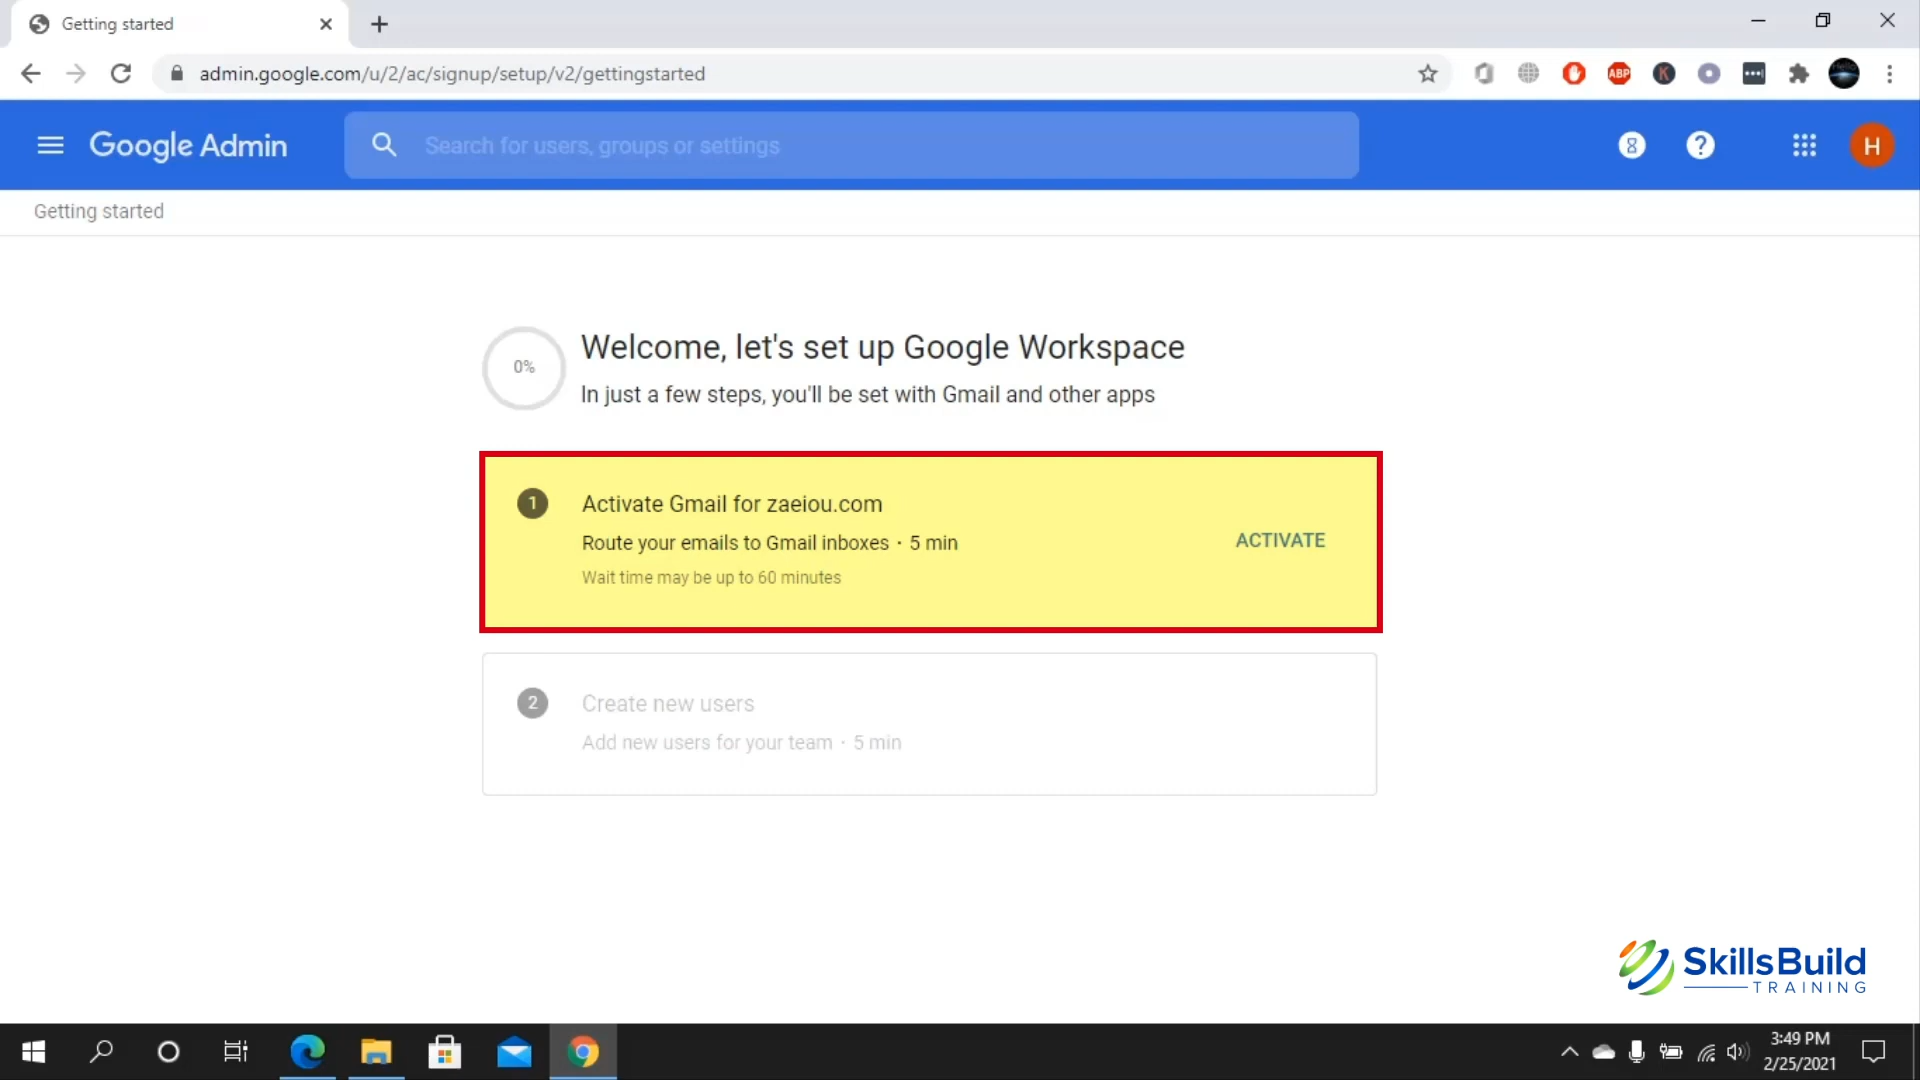 Getting started
admin.google.com/u/2/ac/signup/setup/v2/gettingstarted
ABP
K
Google Admin
Search for users, groups or settings
?
H
Getting started
0%
Welcome, let's set up Google Workspace
In just a few steps, you'll be set with Gmail and other apps
1
Activate Gmail for zaeiou.com
Route your emails to Gmail inboxes · 5 min
Wait time may be up to 60 minutes
ACTIVATE
2
Create new users
Add new users for your team · 5 min
SkillsBuild
TRAINING
3:49 PM
2/25/2021